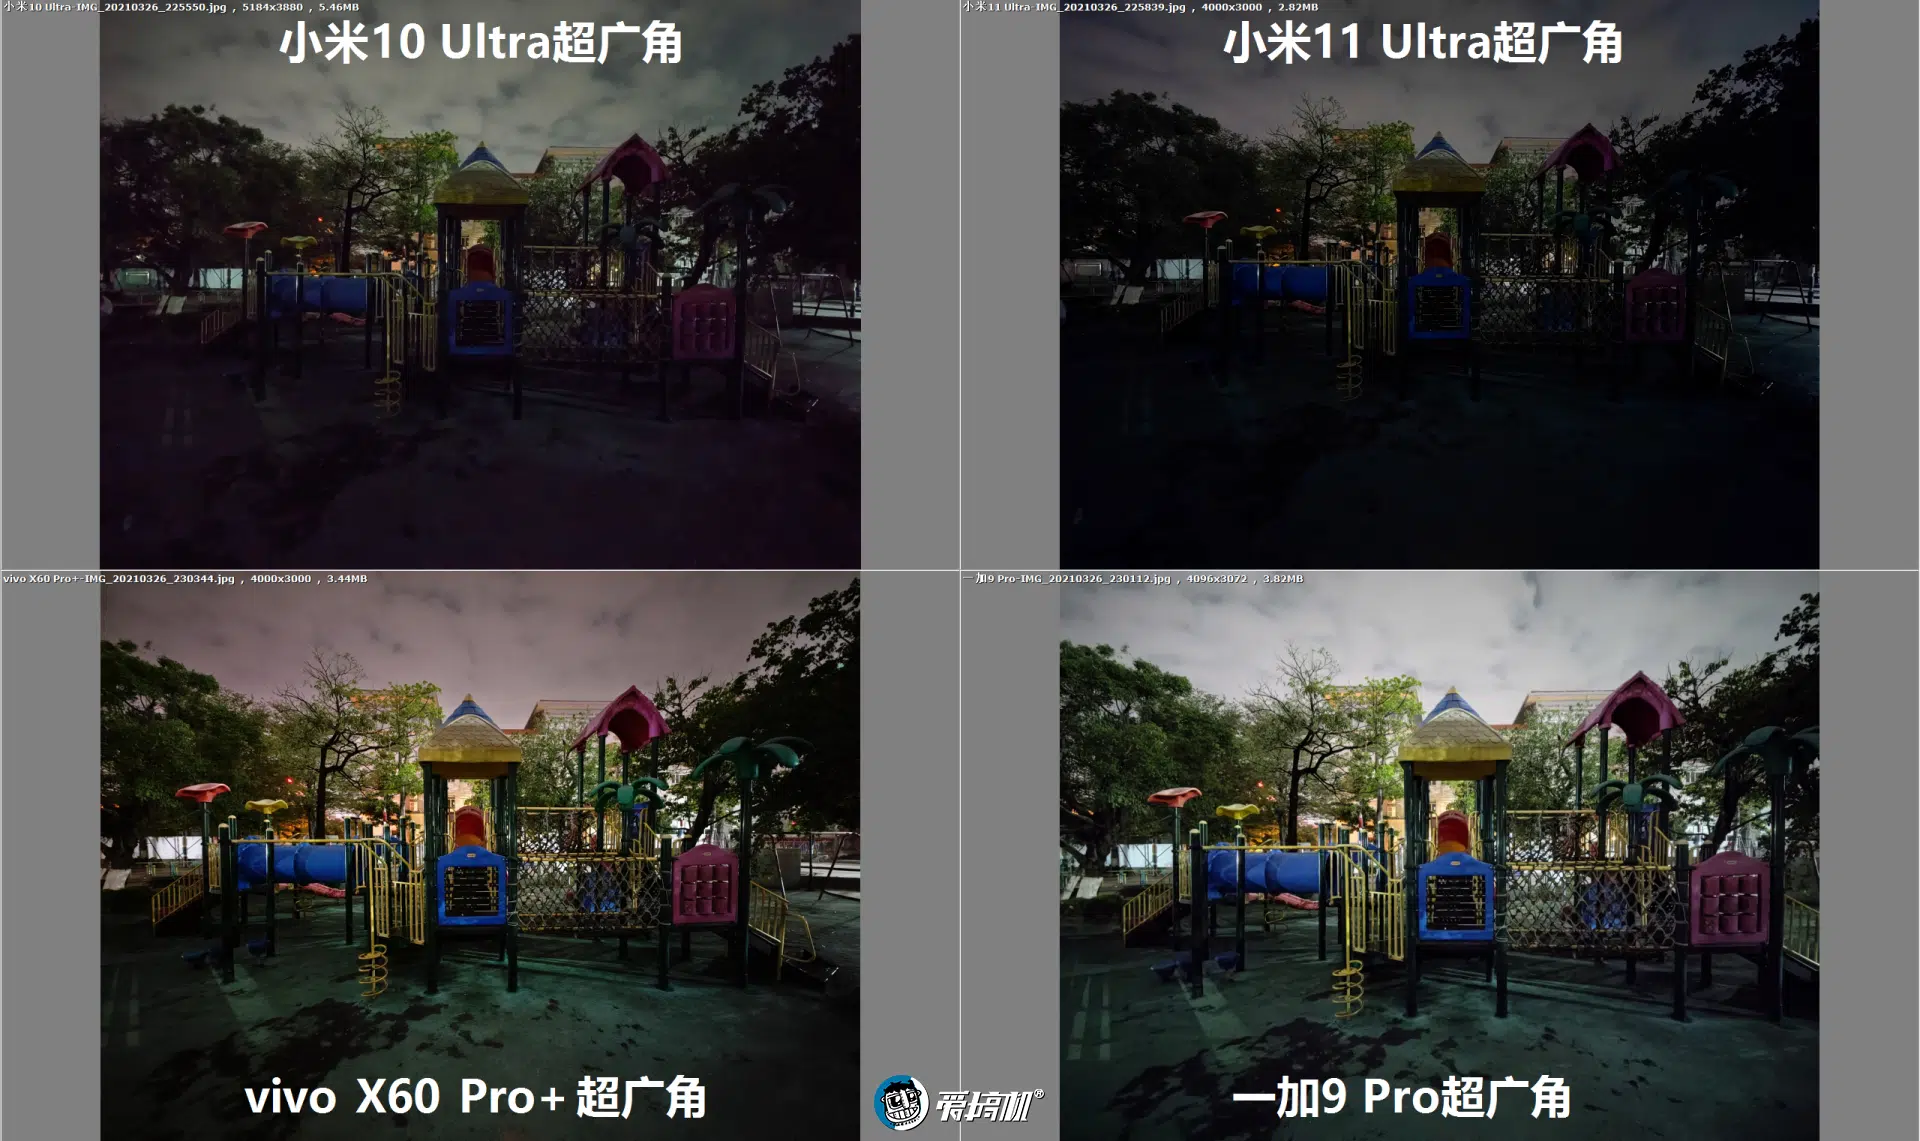 小米10 Ultra-IMG_20210326_225550.jpg , 5184x3880 , 5.46MB
小米10 Ultra超广角
小米11 Ultra-IMG_20210326_225839.jpg , 4000x3000 , 2.82MB
小米11 Ultra超广角
vivo X60 Pro+-IMG_20210326_230344.jpg , 4000x3000 , 3.44MB
vivo X60 Pro+超广角
一加9 Pro-IMG_20210326_230112.jpg , 4096x3072 , 3.82MB
一加9 Pro超广角
爱搞机®